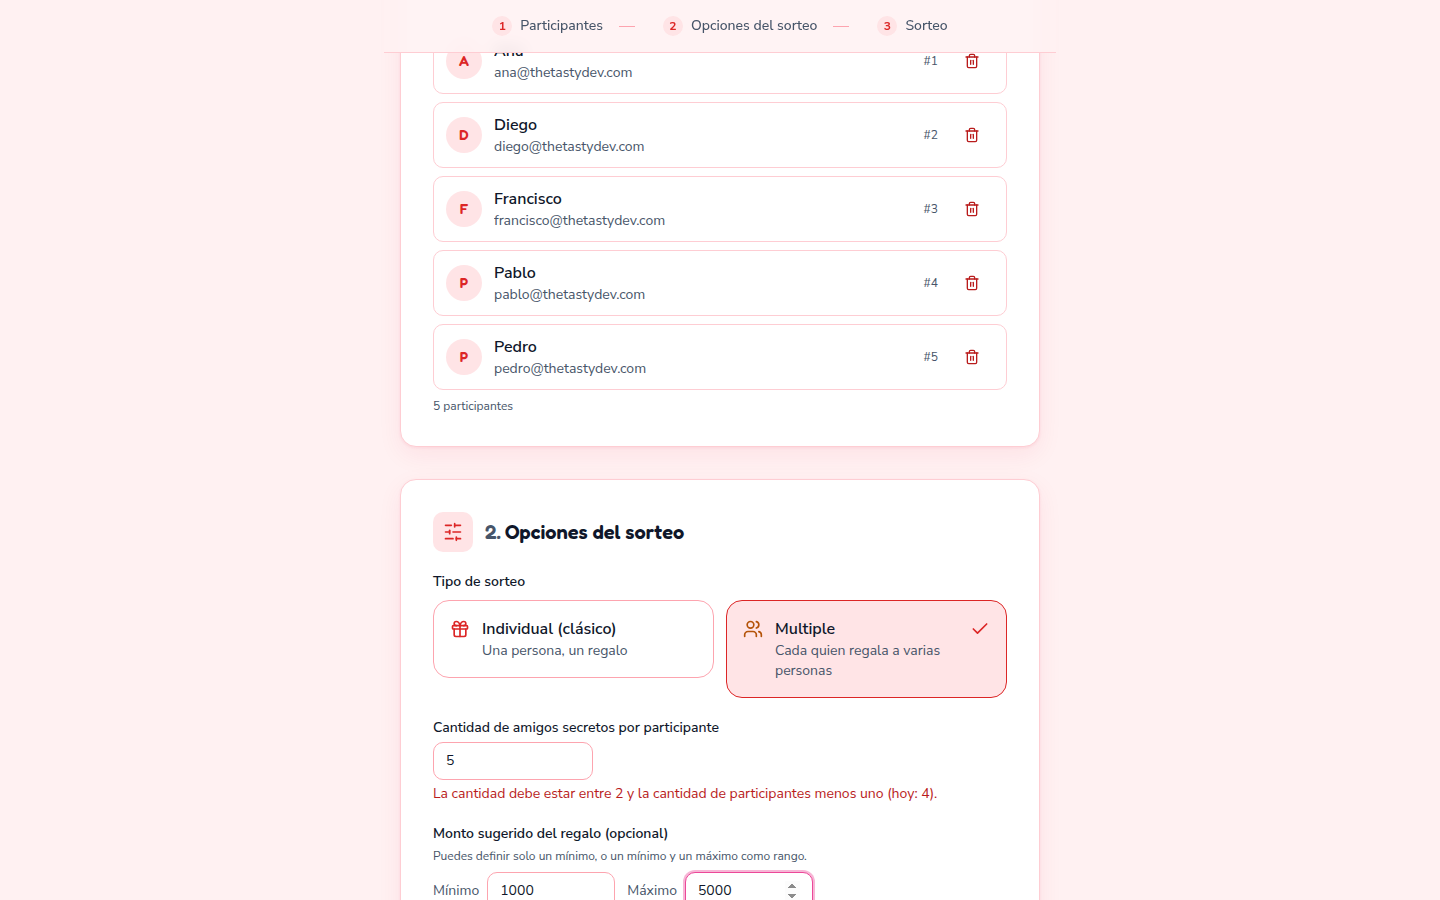 1 Participantes
2 Opciones del sorteo
3 Sorteo
A
Ana
ana@thetastydev.com
#1
D
Diego
diego@thetastydev.com
#2
F
Francisco
francisco@thetastydev.com
#3
P
Pablo
pablo@thetastydev.com
#4
P
Pedro
pedro@thetastydev.com
#5
5 participantes
2. Opciones del sorteo
Tipo de sorteo
Individual (clásico)
Una persona, un regalo
Multiple
Cada quien regala a varias
personas
Cantidad de amigos secretos por participante
5
La cantidad debe estar entre 2 y la cantidad de participantes menos uno (hoy: 4).
Monto sugerido del regalo (opcional)
Puedes definir solo un mínimo, o un mínimo y un máximo como rango.
Mínimo 1000 Máximo 5000